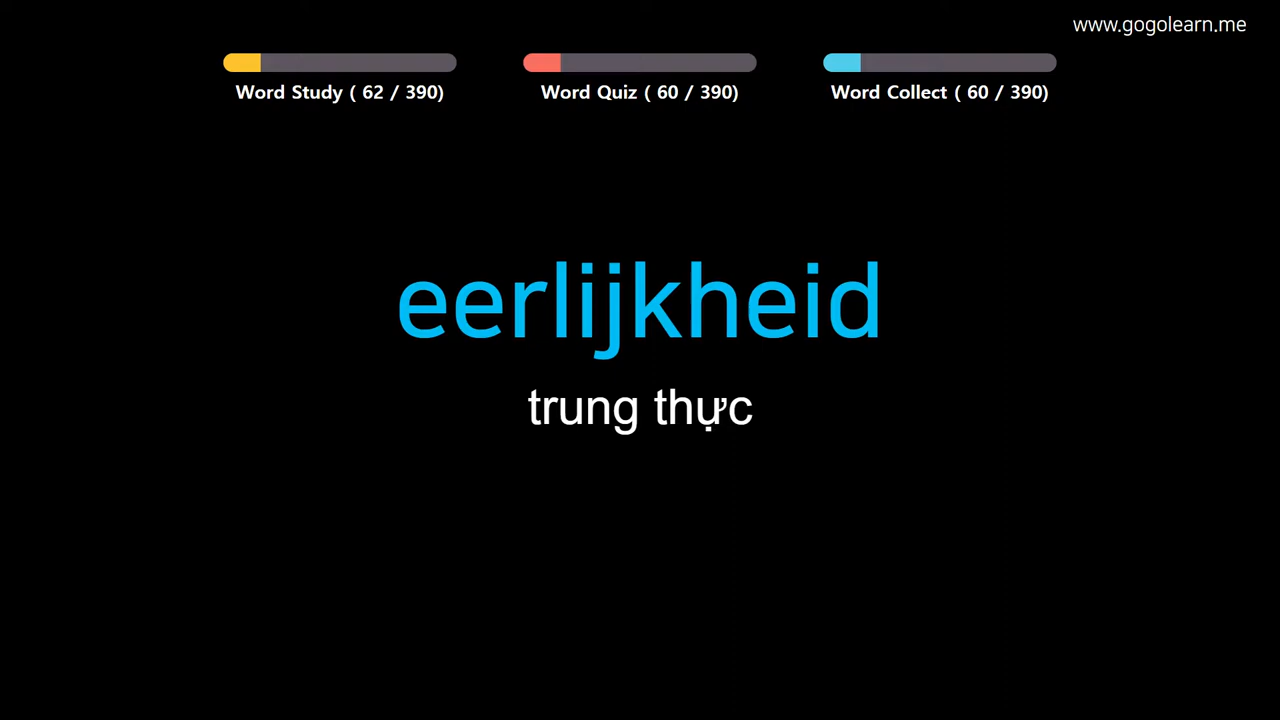 www.gogolearn.me
Word Study ( 62 / 390)
Word Quiz ( 60 / 390)
Word Collect ( 60 / 390)
eerlijkheid
trung thực